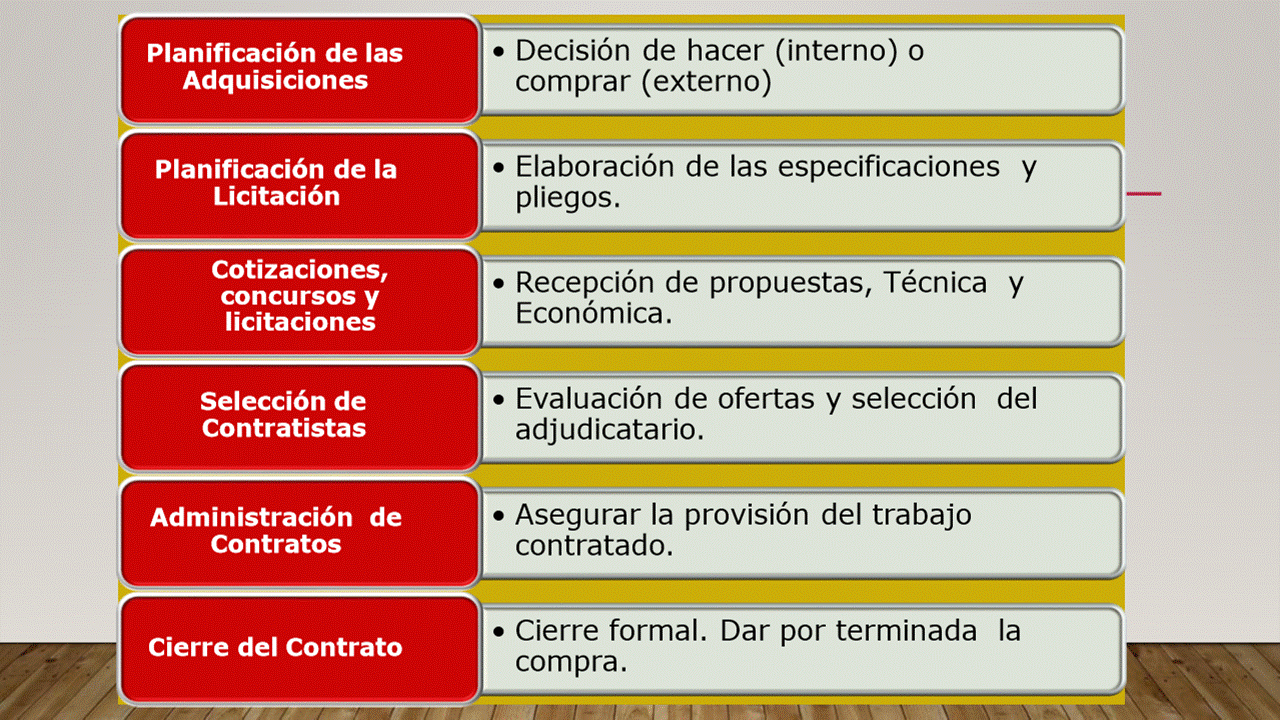 Planificación de las
Adquisiciones
• Decisión de hacer (interno) o
comprar (externo)
Planificación de la
Licitación
• Elaboración de las especificaciones y
pliegos.
Cotizaciones,
concursos y
licitaciones
• Recepción de propuestas, Técnica y
Económica.
Selección de
Contratistas
• Evaluación de ofertas y selección del
adjudicatario.
Administración de
Contratos
• Asegurar la provisión del trabajo
contratado.
Cierre del Contrato
• Cierre formal. Dar por terminada la
compra.